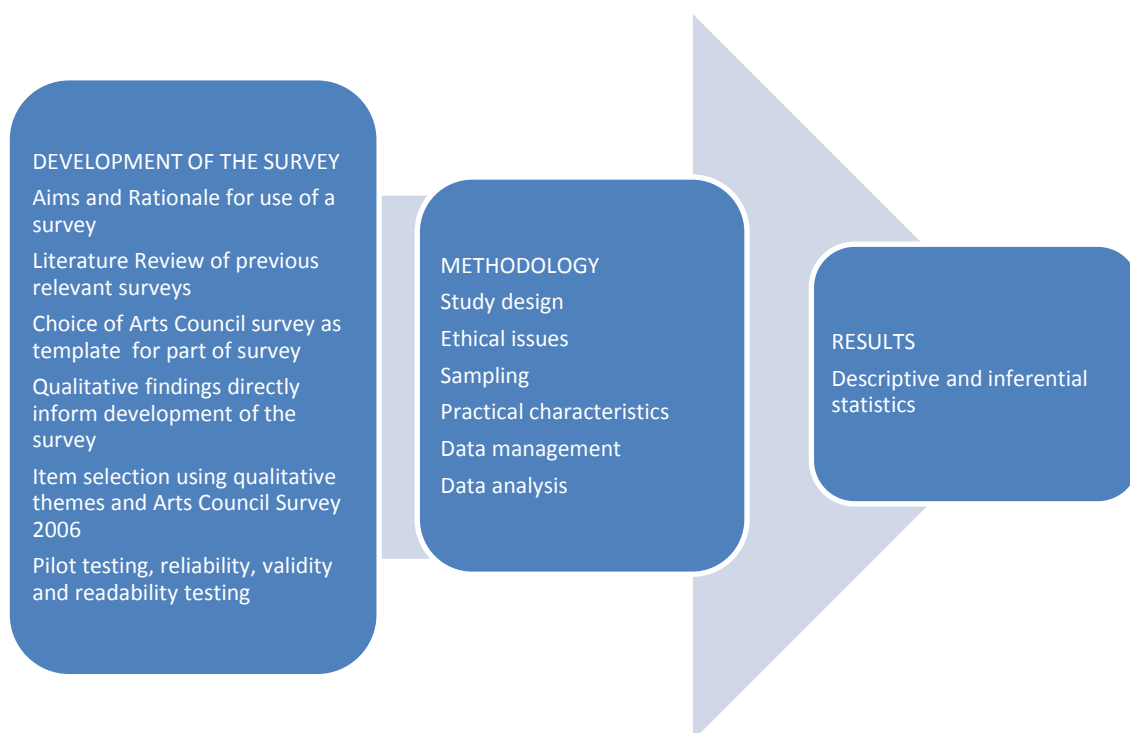 DEVELOPMENT OF THE SURVEY
Aims and Rationale for use of a
survey
Literature Review of previous
relevant surveys
Choice of Arts Council survey as
template for part of survey
Qualitative findings directly
inform development of the
survey
Item selection using qualitative
themes and Arts Council Survey
2006
Pilot testing, reliability, validity
and readability testing
METHODOLOGY
Study design
Ethical issues
Sampling
Practical characteristics
Data management
Data analysis
RESULTS
Descriptive and inferential
statistics